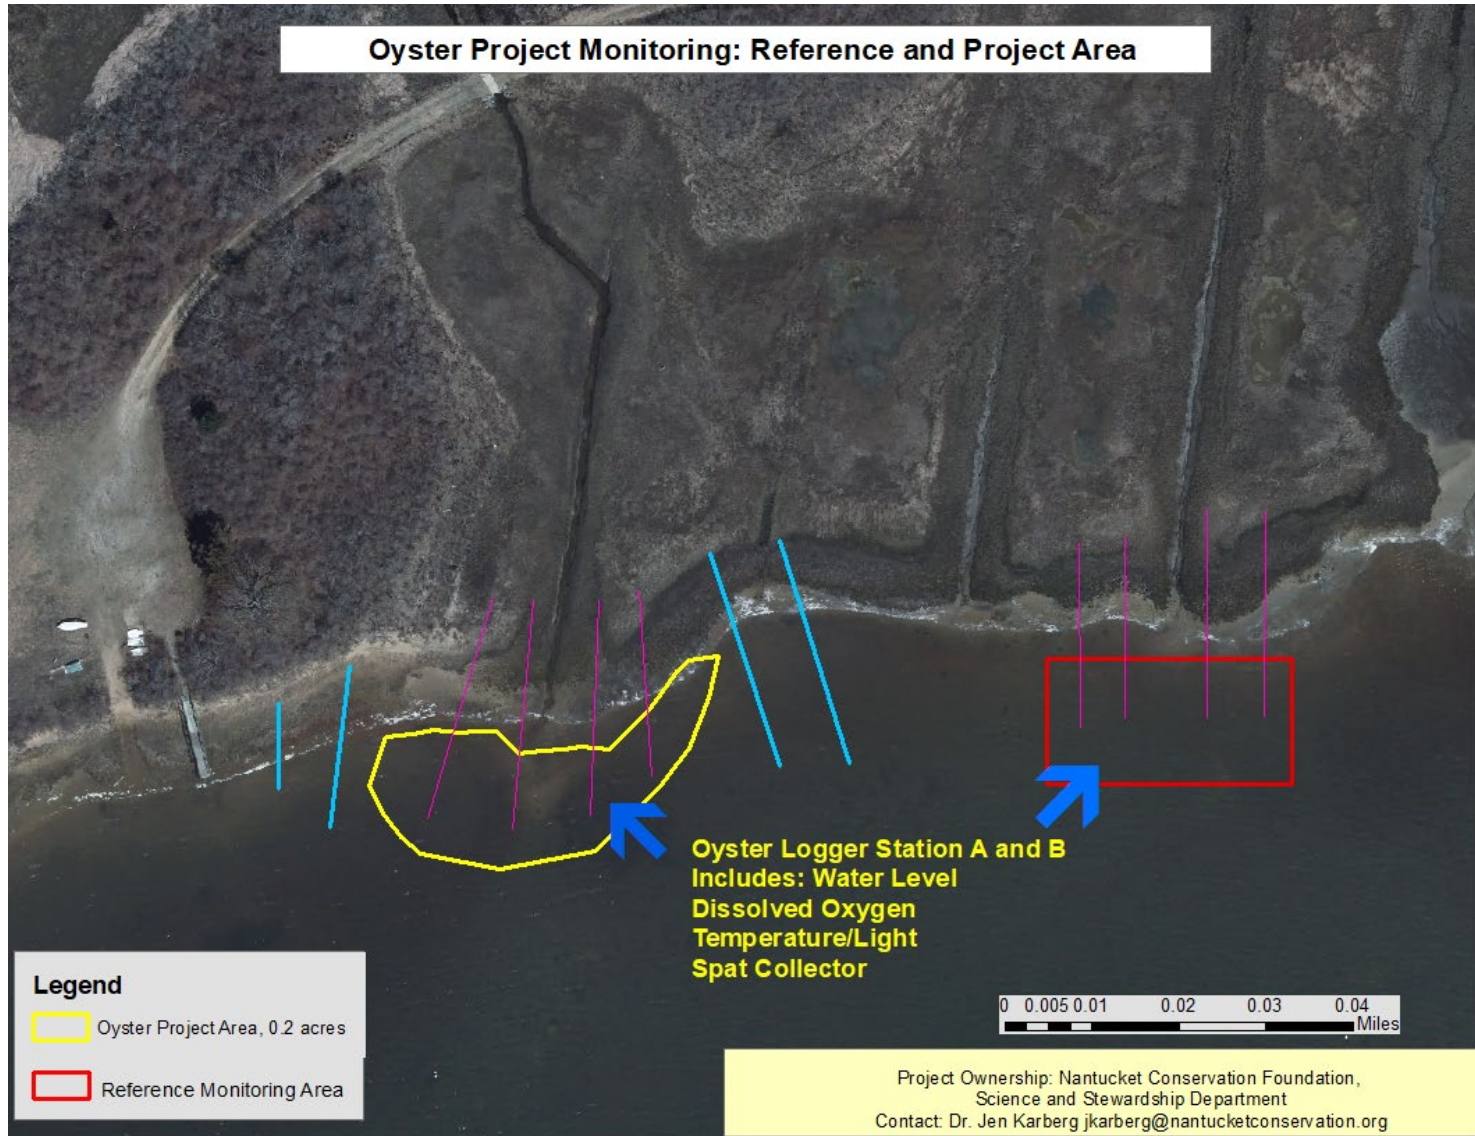 Oyster Project Monitoring: Reference and Project Area
Oyster Logger Station A and B
Includes: Water Level
Dissolved Oxygen
Temperature/Light
Spat Collector
Legend
Oyster Project Area, 0.2 acres
Reference Monitoring Area
0 0.005 0.01 0.02 0.03 0.04
Miles
Project Ownership: Nantucket Conservation Foundation,
Science and Stewardship Department
Contact: Dr. Jen Karberg jkarberg@nantucketconservation.org